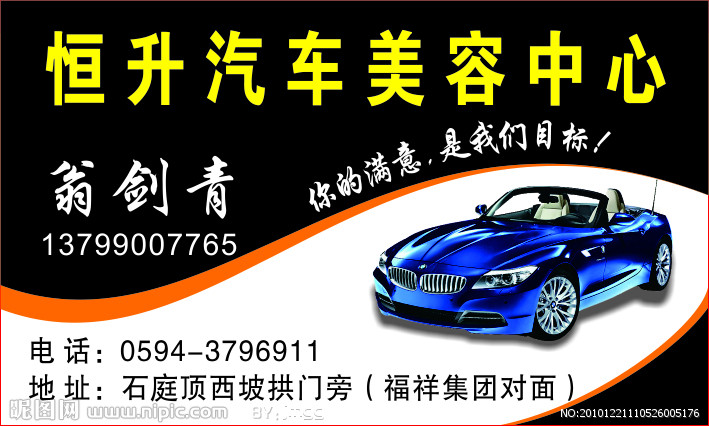 恒升汽车美容中心
你的满意,是我们目标!
翁剑青
13799007765
电话：0594-3796911
地址：石庭顶西坡拱门旁（福祥集团对面）
昵图网 www.nipic.com
NO:20101221110526005176